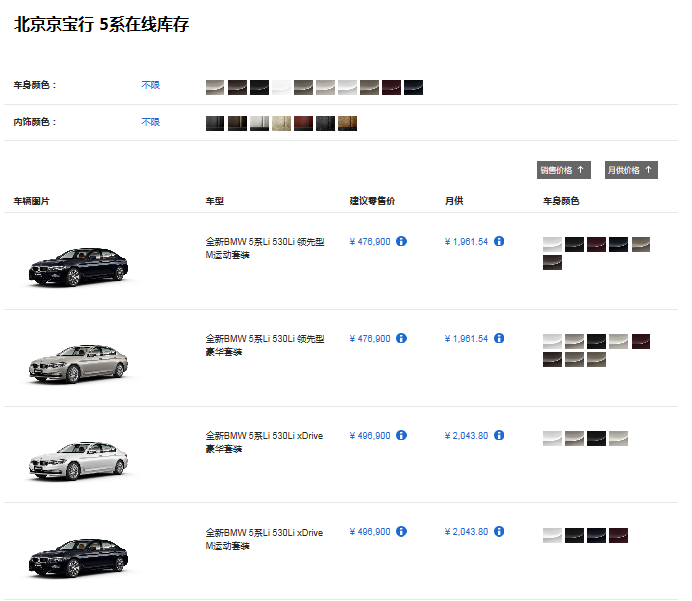 北京京宝行 5系在线库存
车身颜色： 不限
内饰颜色： 不限
销售价格 ↑ 月供价格 ↑
车辆图片 车型 建议零售价 月供 车身颜色
全新BMW 5系Li 530Li 领先型 ¥ 476,900 ¥ 1,961.54
M运动套装
全新BMW 5系Li 530Li 领先型 ¥ 476,900 ¥ 1,961.54
豪华套装
全新BMW 5系Li 530Li xDrive ¥ 496,900 ¥ 2,043.80
豪华套装
全新BMW 5系Li 530Li xDrive ¥ 496,900 ¥ 2,043.80
M运动套装